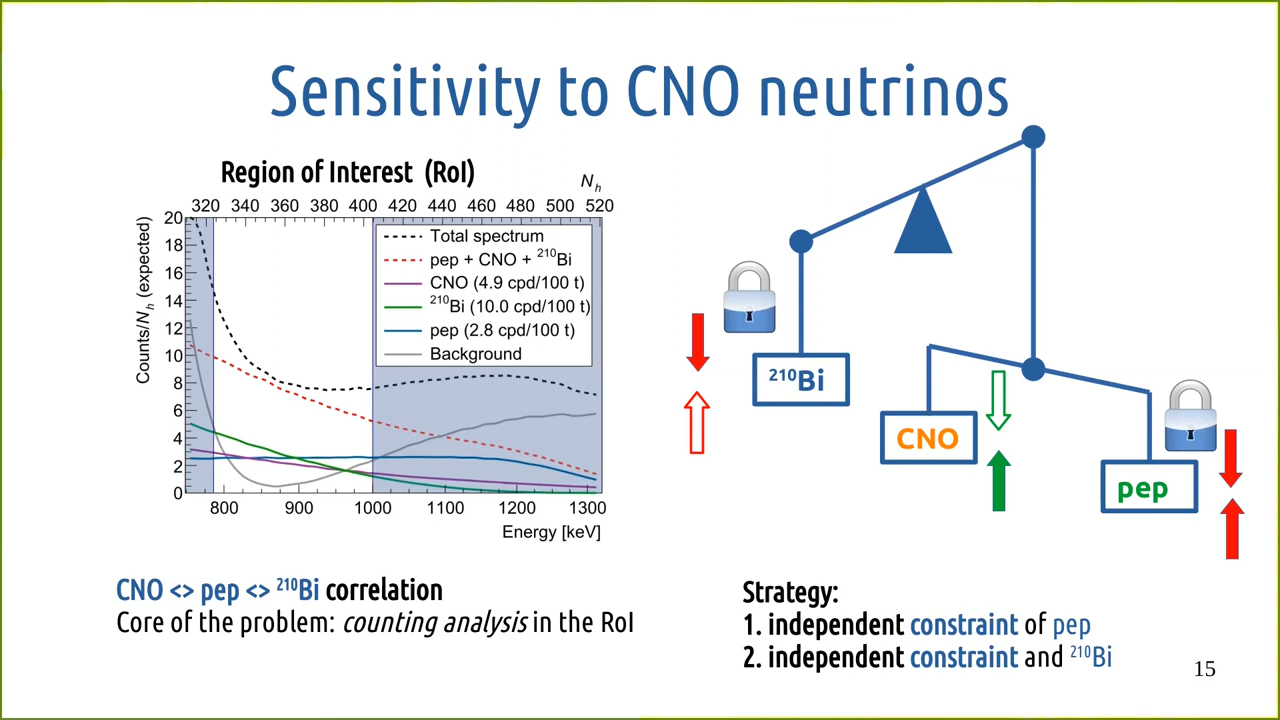 Sensitivity to CNO neutrinos
Region of Interest (RoI)
N_h
320 340 360 380 400 420 440 460 480 500 520
Counts/N_h (expected)
20
18
16
14
12
10
8
6
4
2
0
Total spectrum
pep + CNO + ²¹⁰Bi
CNO (4.9 cpd/100 t)
²¹⁰Bi (10.0 cpd/100 t)
pep (2.8 cpd/100 t)
Background
800 900 1000 1100 1200 1300
Energy [keV]
²¹⁰Bi
CNO
pep
CNO <> pep <> ²¹⁰Bi correlation
Core of the problem: counting analysis in the RoI
Strategy:
1. independent constraint of pep
2. independent constraint and ²¹⁰Bi
15